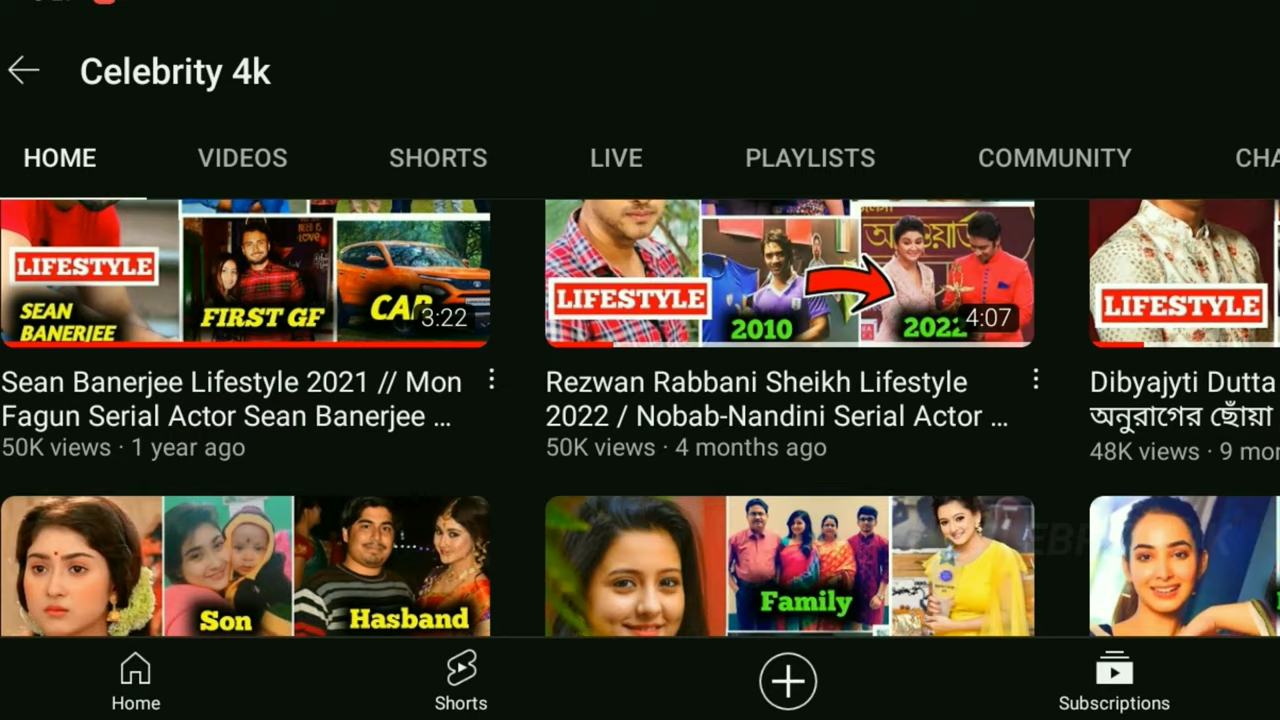 Celebrity 4k
HOME VIDEOS SHORTS LIVE PLAYLISTS COMMUNITY CHA
LIFESTYLE
SEAN
BANERJEE
FIRST GF
CAR
3:22
LIFESTYLE
2010
2022
4:07
LIFESTYLE
Sean Banerjee Lifestyle 2021 // Mon
Fagun Serial Actor Sean Banerjee ...
50K views · 1 year ago
Rezwan Rabbani Sheikh Lifestyle
2022 / Nobab-Nandini Serial Actor ...
50K views · 4 months ago
Dibyajyti Dutta
অনুরাগের ছোঁয়া
48K views · 9 mon
Son
Hasband
Family
Home
Shorts
Subscriptions